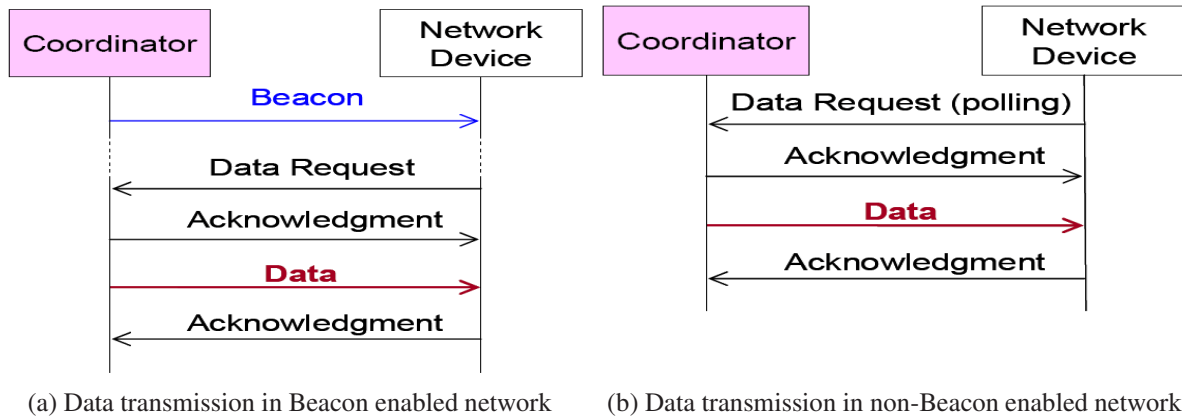 Coordinator
Network
Device
Beacon
Data Request
Acknowledgment
Data
Acknowledgment
(a) Data transmission in Beacon enabled network
Coordinator
Network
Device
Data Request (polling)
Acknowledgment
Data
Acknowledgment
(b) Data transmission in non-Beacon enabled network